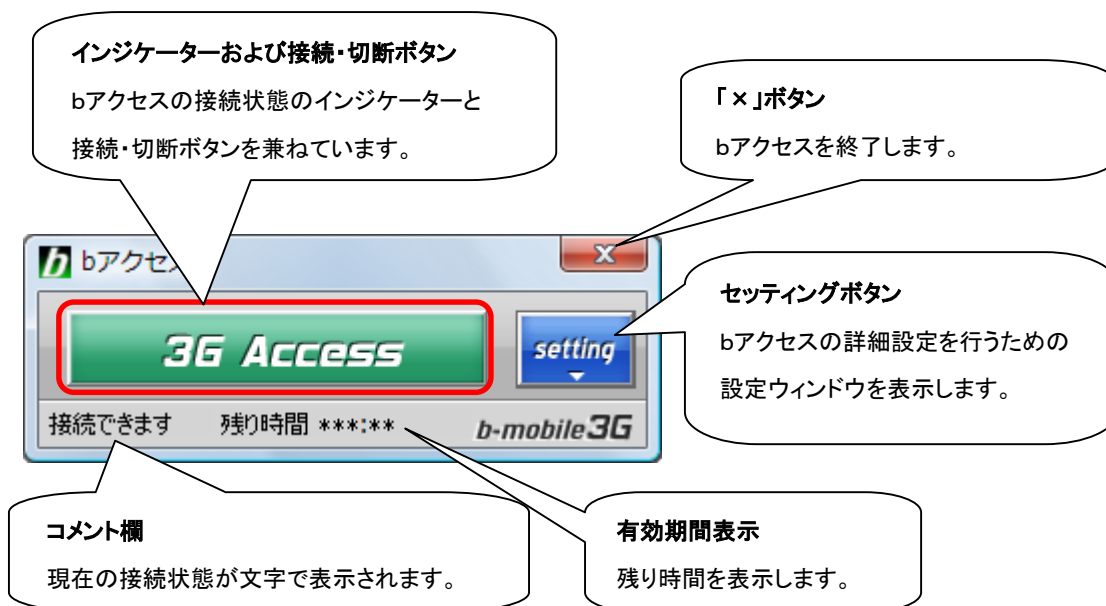 インジケーターおよび接続・切断ボタン
bアクセスの接続状態のインジケーターと
接続・切断ボタンを兼ねています。
「×」ボタン
bアクセスを終了します。
b bアクセス
x
3G Access
setting
セッティングボタン
bアクセスの詳細設定を行うための
設定ウィンドウを表示します。
接続できます 残り時間 ***:** b-mobile3G
コメント欄
現在の接続状態が文字で表示されます。
有効期間表示
残り時間を表示します。